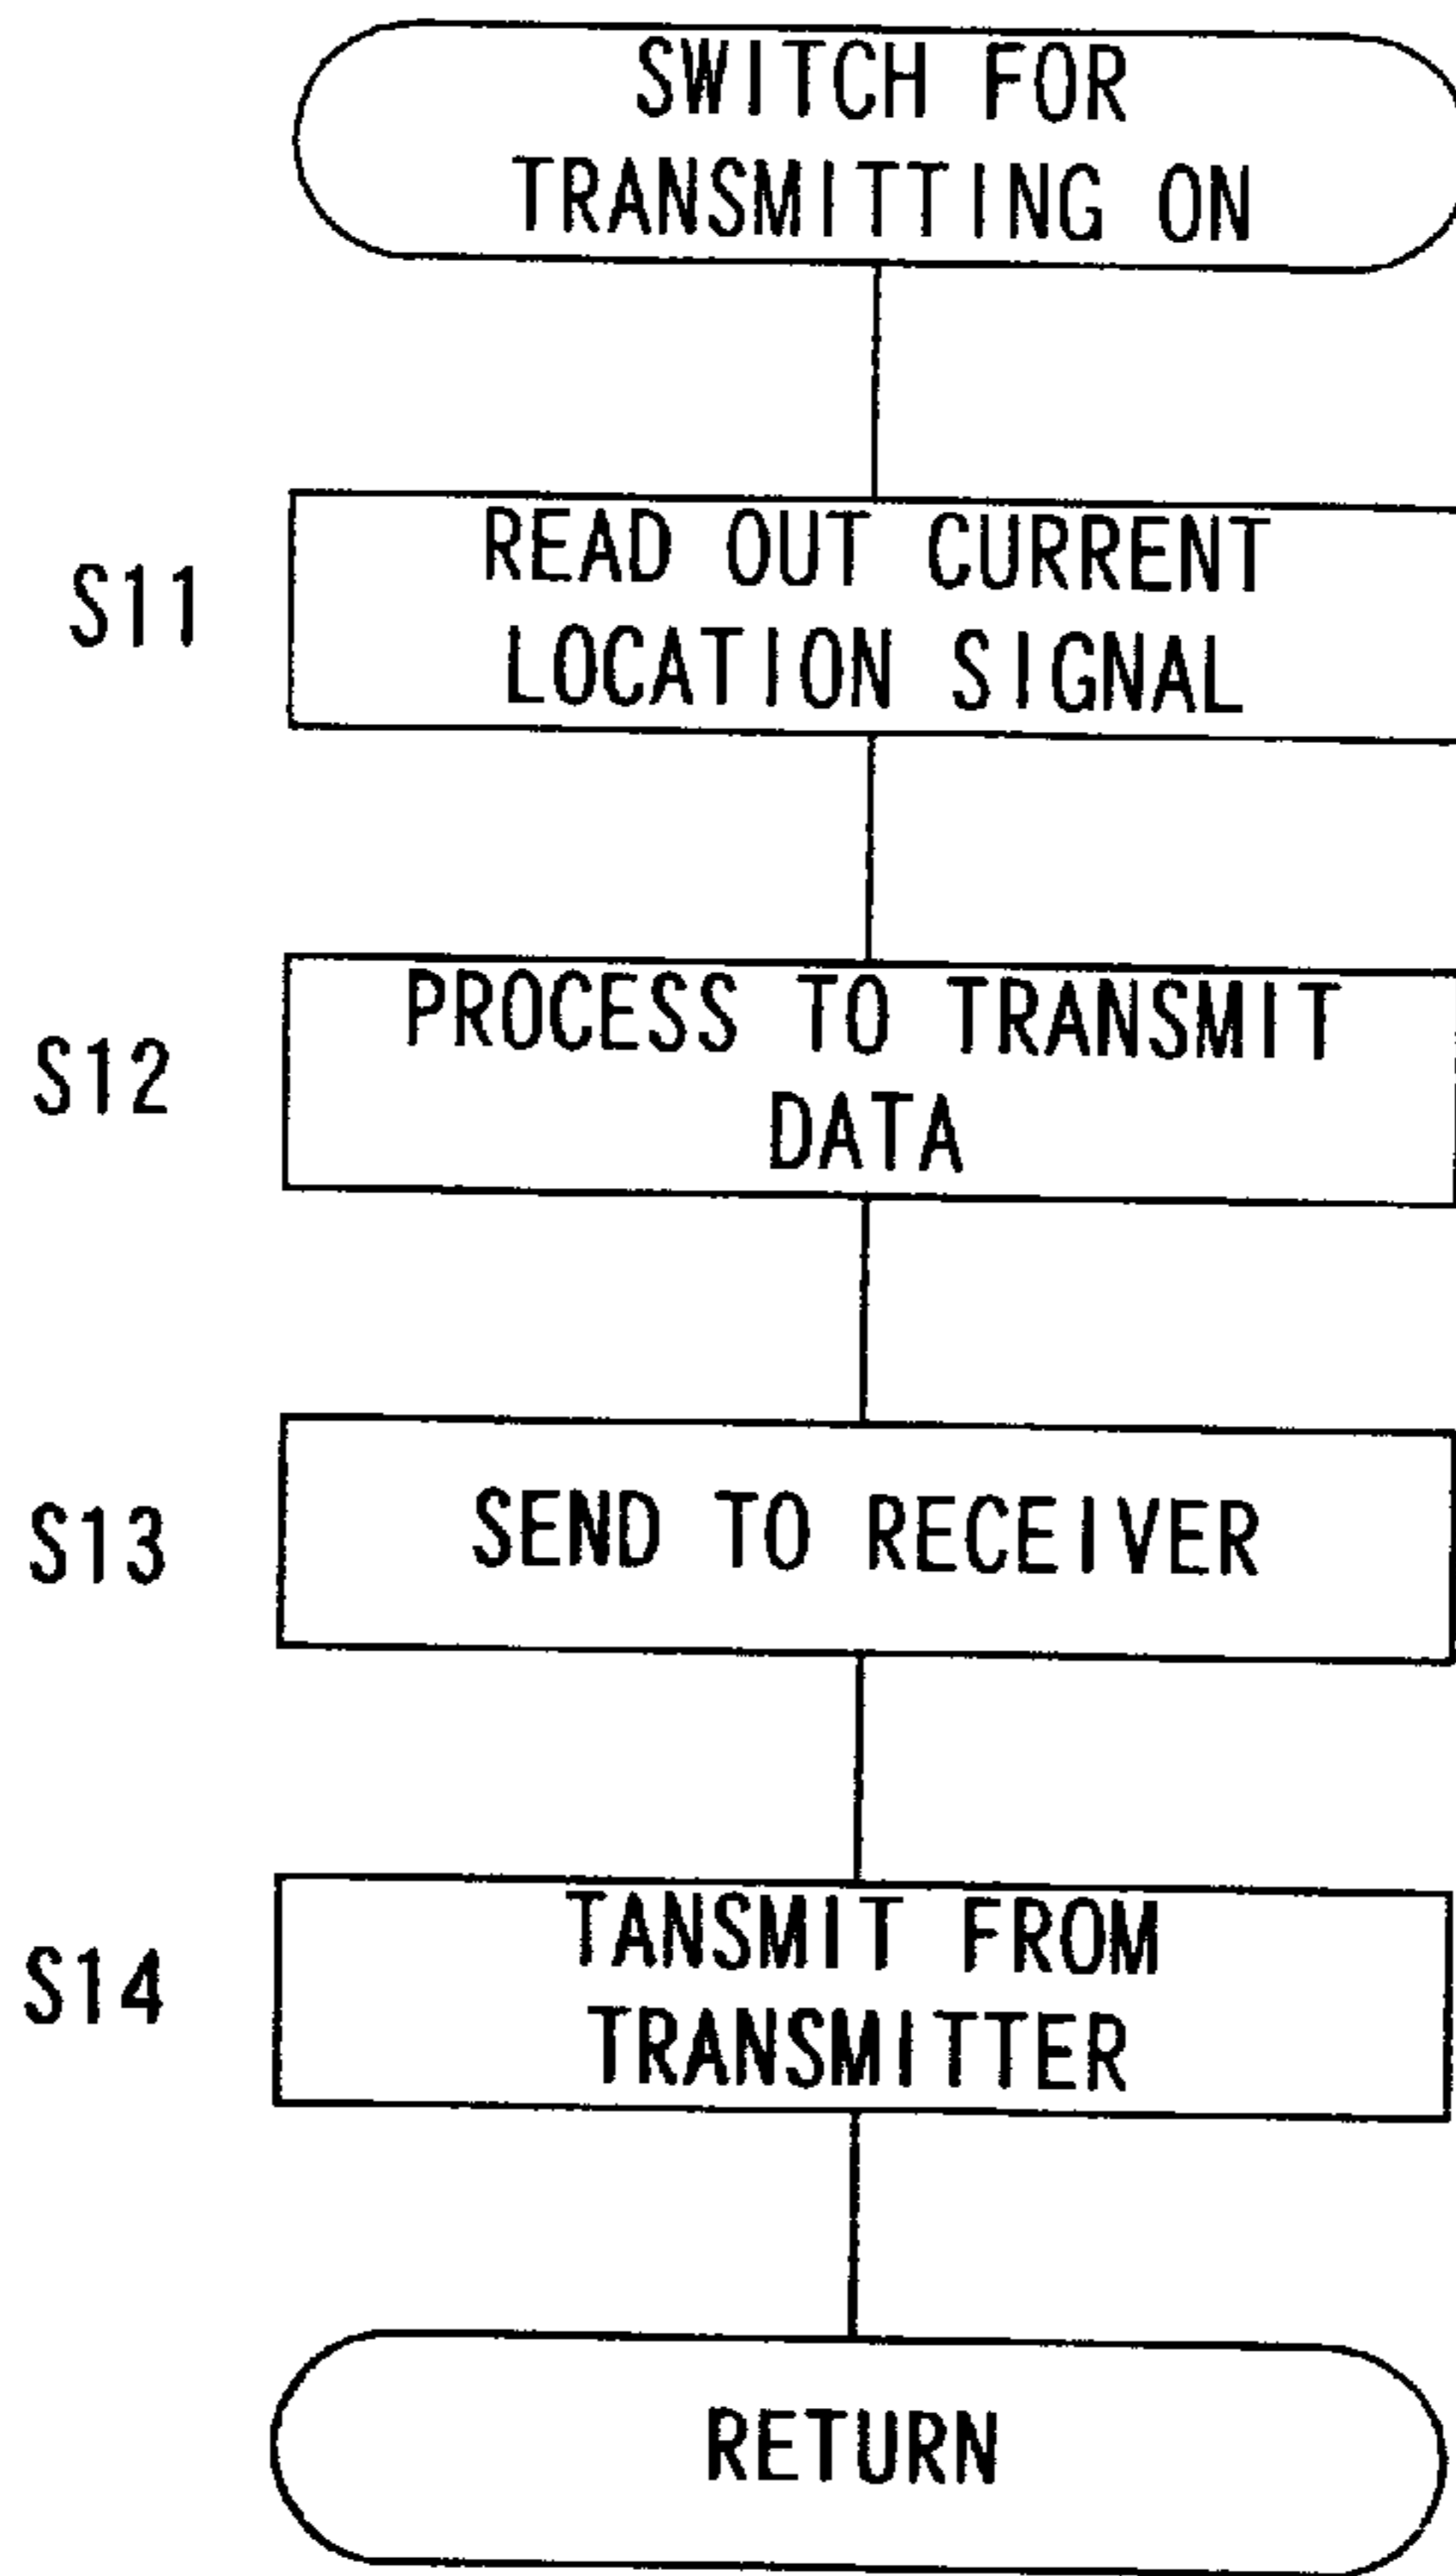 SWITCH FOR
TRANSMITTING ON
S11
READ OUT CURRENT
LOCATION SIGNAL
S12
PROCESS TO TRANSMIT
DATA
S13
SEND TO RECEIVER
S14
TANSMIT FROM
TRANSMITTER
RETURN